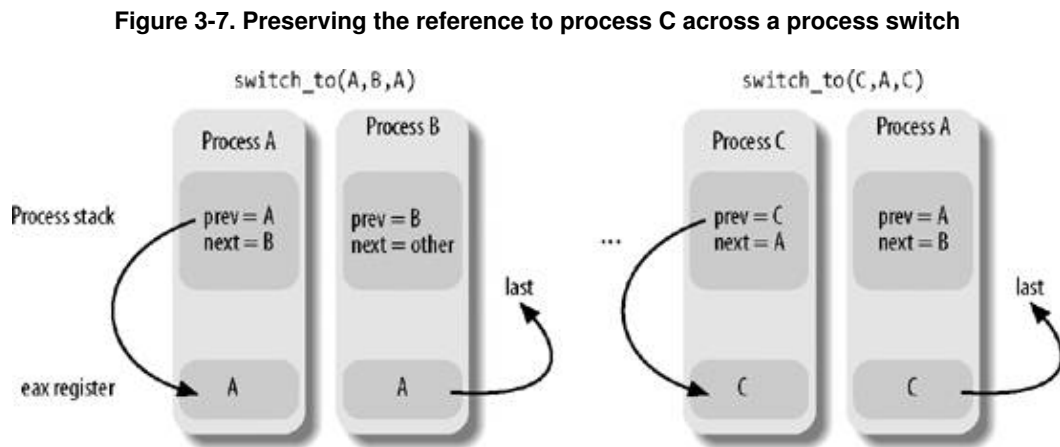 Figure 3-7. Preserving the reference to process C across a process switch
switch_to(A,B,A)
switch_to(C,A,C)
Process A
Process B
Process C
Process A
Process stack
prev = A
next = B
prev = B
next = other
...
prev = C
next = A
prev = A
next = B
last
last
eax register
A
A
C
C